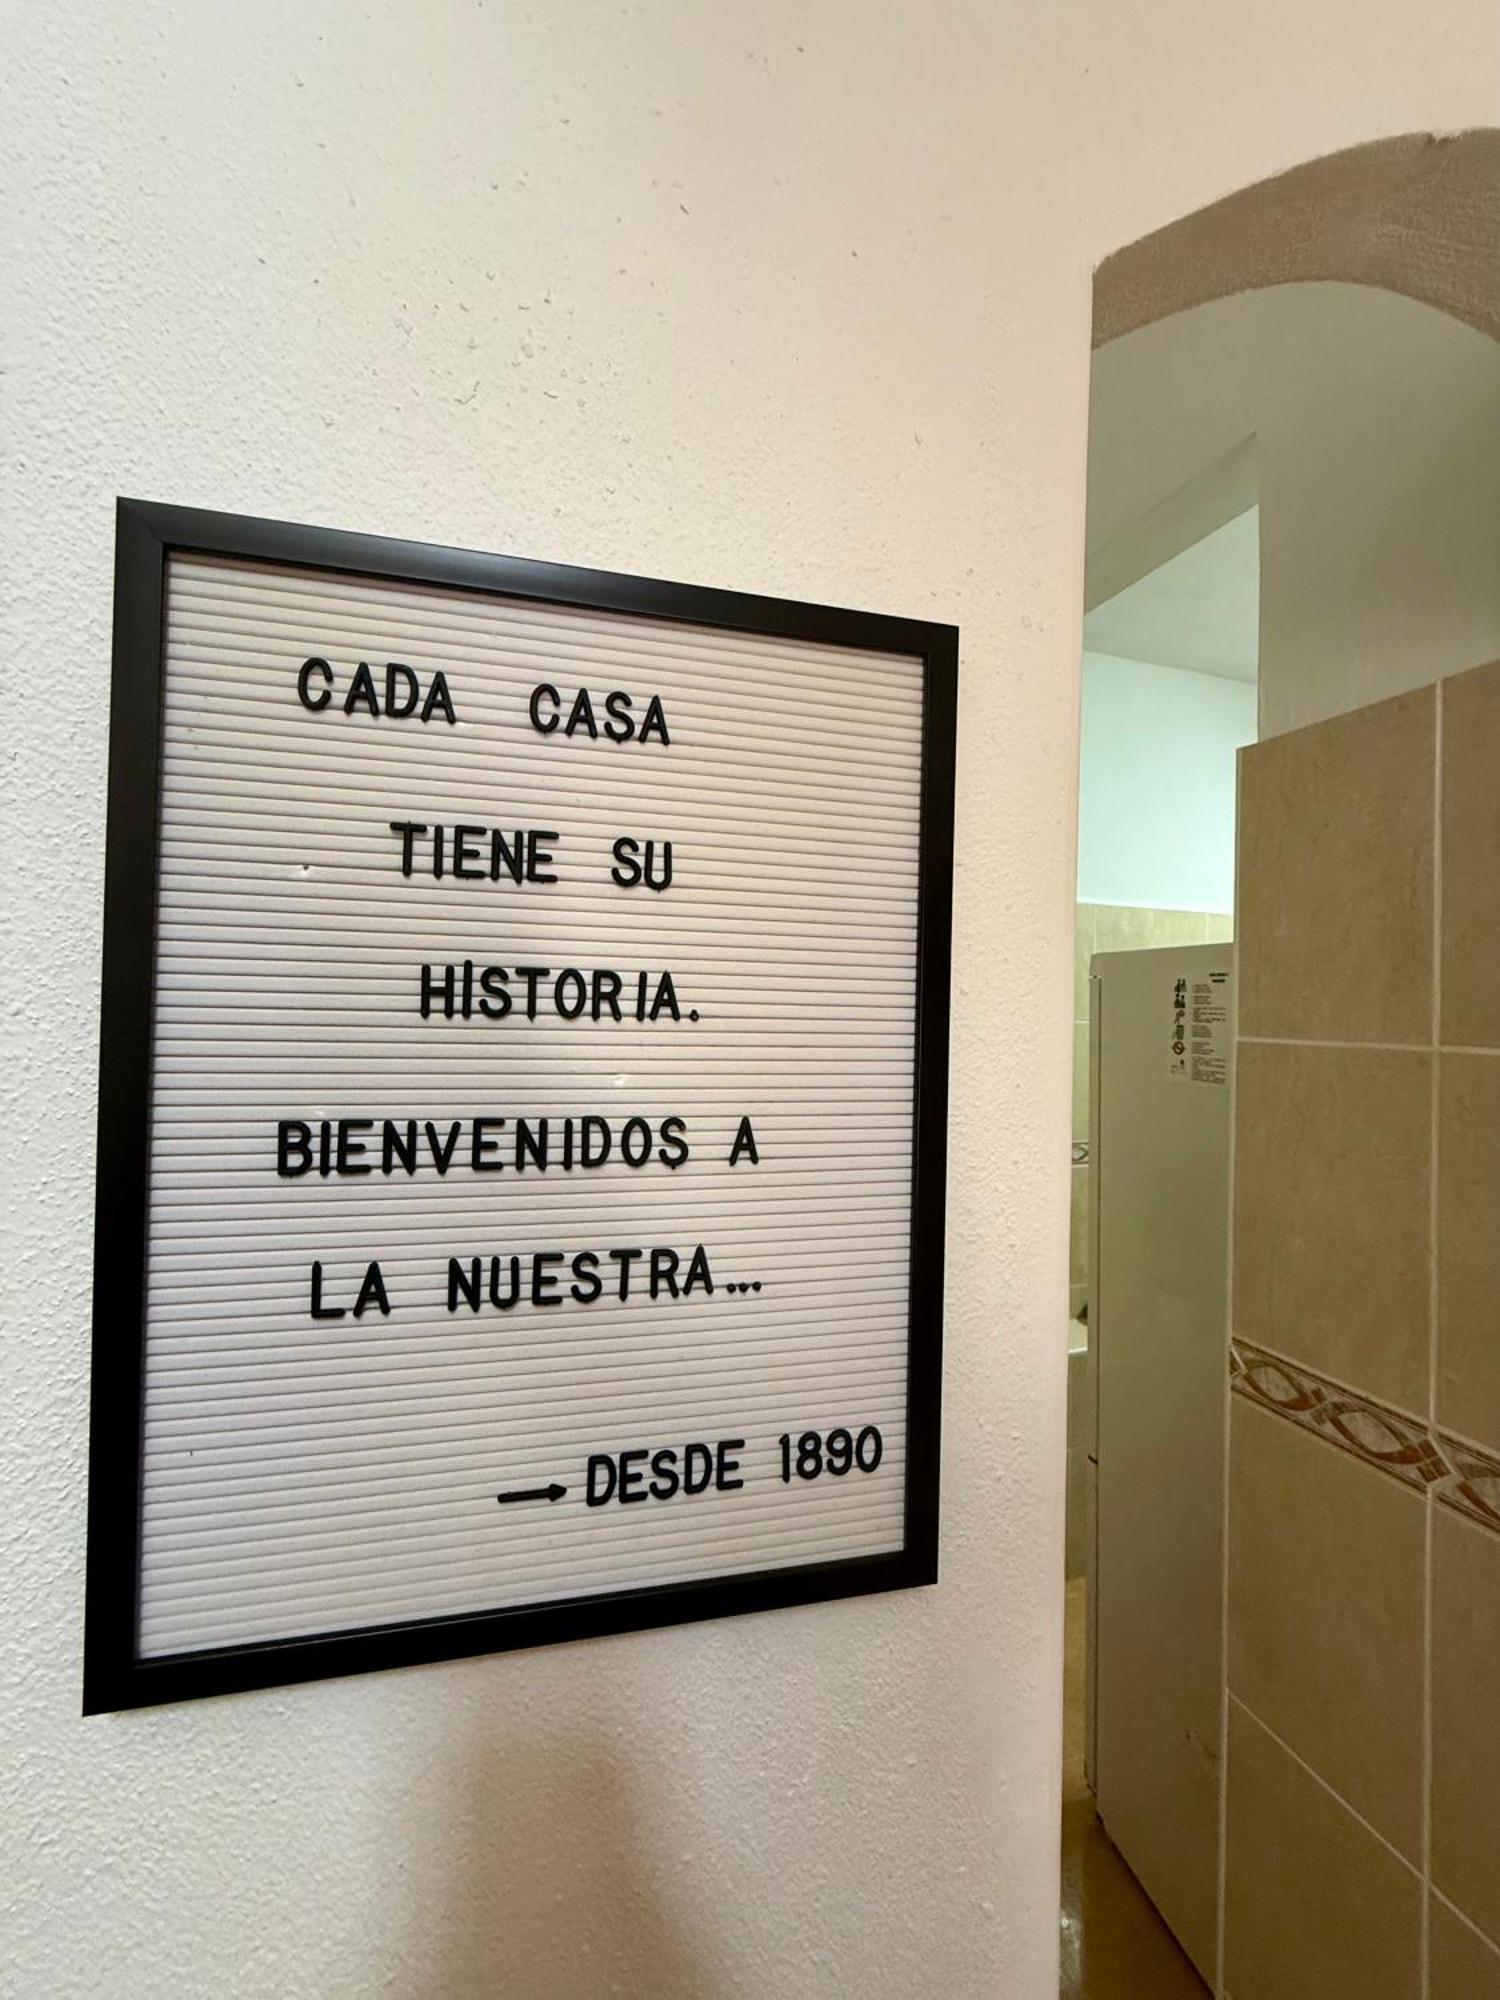 CADA CASA
TIENE SU
HISTORIA.
BIENVENIDOS A
LA NUESTRA...
→ DESDE 1890